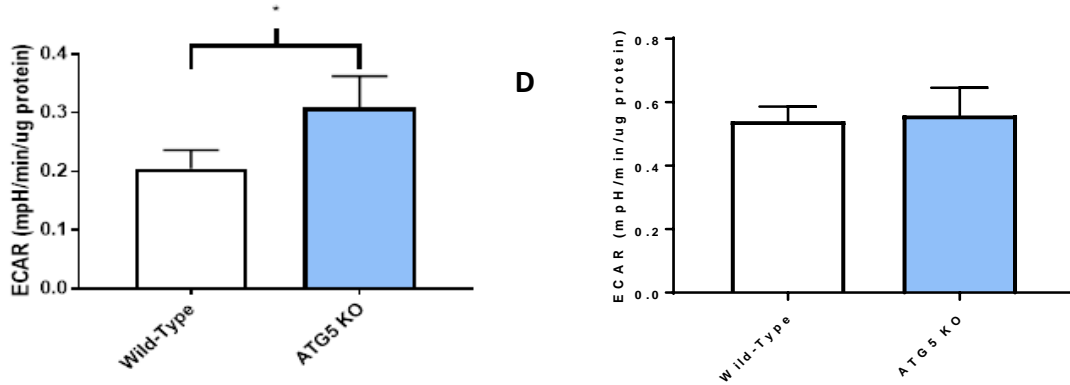 *
ECAR (mpH/min/ug protein)
0.4
0.3
0.2
0.1
0.0
Wild-Type
ATG5 KO
D
ECAR (mpH/min/ug protein)
0.8
0.6
0.4
0.2
0.0
Wild-Type
ATG5 KO